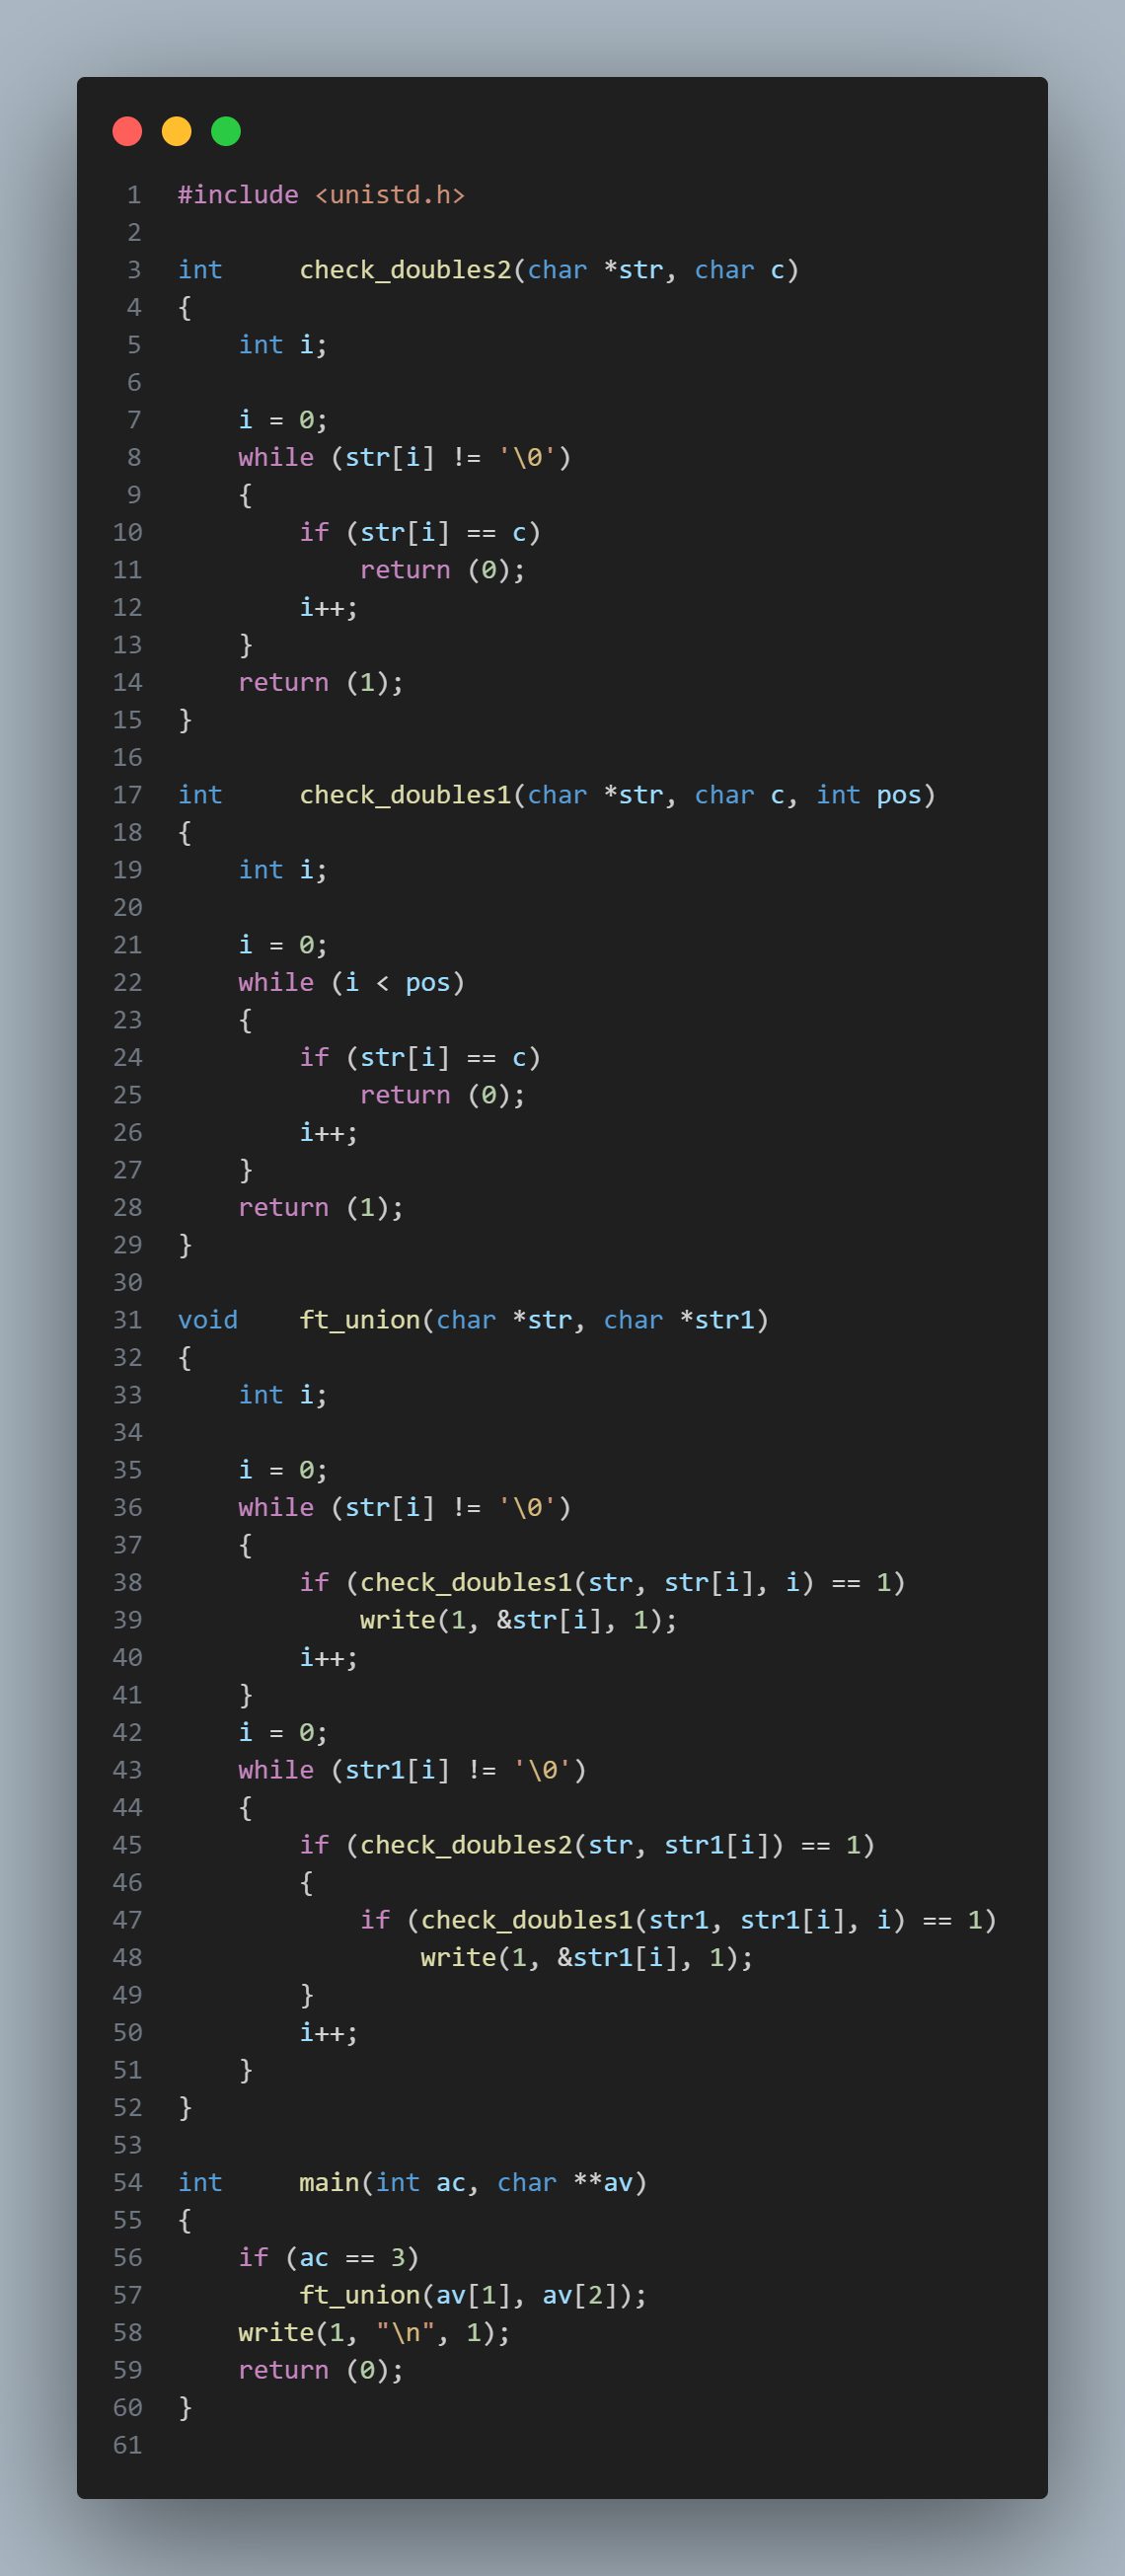 1 #include <unistd.h>
2
3 int     check_doubles2(char *str, char c)
4 {
5     int i;
6
7     i = 0;
8     while (str[i] != '\0')
9     {
10         if (str[i] == c)
11             return (0);
12         i++;
13     }
14     return (1);
15 }
16
17 int     check_doubles1(char *str, char c, int pos)
18 {
19     int i;
20
21     i = 0;
22     while (i < pos)
23     {
24         if (str[i] == c)
25             return (0);
26         i++;
27     }
28     return (1);
29 }
30
31 void    ft_union(char *str, char *str1)
32 {
33     int i;
34
35     i = 0;
36     while (str[i] != '\0')
37     {
38         if (check_doubles1(str, str[i], i) == 1)
39             write(1, &str[i], 1);
40         i++;
41     }
42     i = 0;
43     while (str1[i] != '\0')
44     {
45         if (check_doubles2(str, str1[i]) == 1)
46         {
47             if (check_doubles1(str1, str1[i], i) == 1)
48                 write(1, &str1[i], 1);
49         }
50         i++;
51     }
52 }
53
54 int     main(int ac, char **av)
55 {
56     if (ac == 3)
57         ft_union(av[1], av[2]);
58     write(1, "\n", 1);
59     return (0);
60 }
61